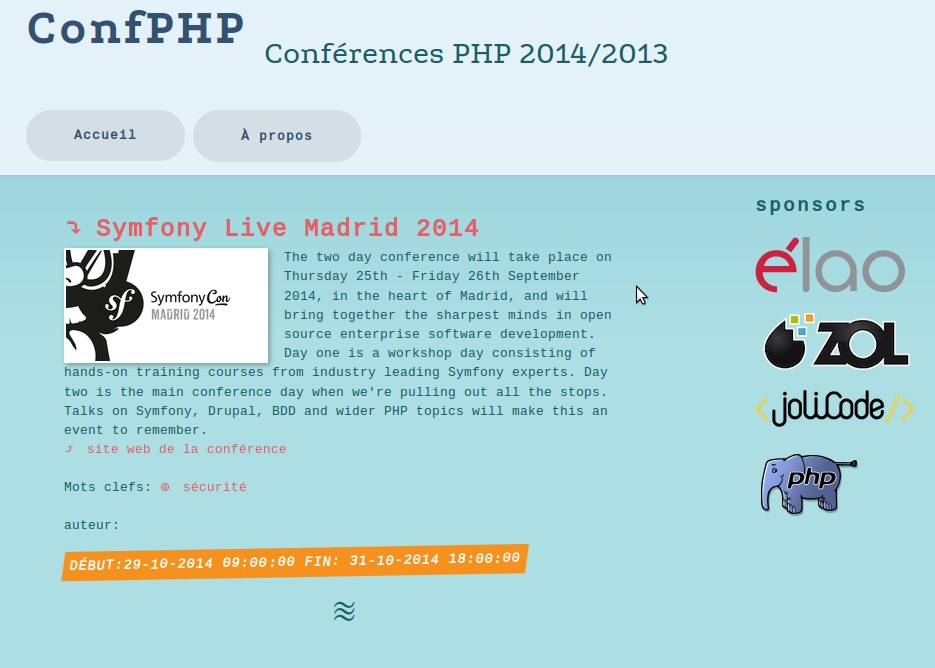 ConfPHP
Conférences PHP 2014/2013
Accueil
À propos
⤵ Symfony Live Madrid 2014
sf SymfonyCon
MADRID 2014
The two day conference will take place on
Thursday 25th - Friday 26th September
2014, in the heart of Madrid, and will
bring together the sharpest minds in open
source enterprise software development.
Day one is a workshop day consisting of
hands-on training courses from industry leading Symfony experts. Day
two is the main conference day when we're pulling out all the stops.
Talks on Symfony, Drupal, BDD and wider PHP topics will make this an
event to remember.
⤴ site web de la conférence
Mots clefs: ⊚ sécurité
auteur:
DÉBUT:29-10-2014 09:00:00 FIN: 31-10-2014 18:00:00
≋
sponsors
élao
ZOL
<joliCode/>
php